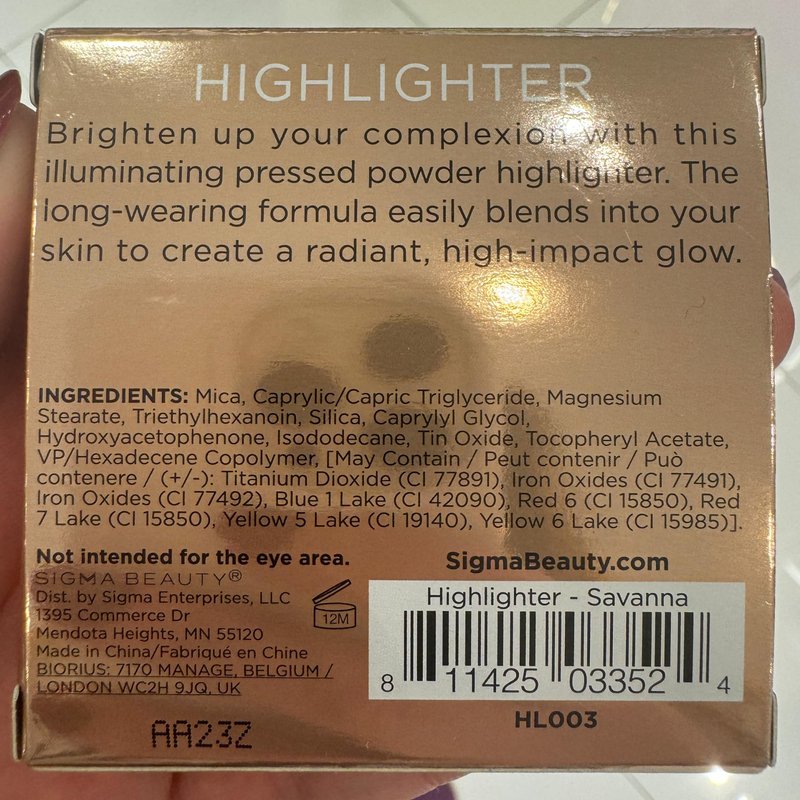 HIGHLIGHTER
Brighten up your complexion with this
illuminating pressed powder highlighter. The
long-wearing formula easily blends into your
skin to create a radiant, high-impact glow.
INGREDIENTS: Mica, Caprylic/Capric Triglyceride, Magnesium
Stearate, Triethylhexanoin, Silica, Caprylyl Glycol,
Hydroxyacetophenone, Isododecane, Tin Oxide, Tocopheryl Acetate,
VP/Hexadecene Copolymer, [May Contain / Peut contenir / Può
contenere / (+/-): Titanium Dioxide (CI 77891), Iron Oxides (CI 77491),
Iron Oxides (CI 77492), Blue 1 Lake (CI 42090), Red 6 (CI 15850), Red
7 Lake (CI 15850), Yellow 5 Lake (CI 19140), Yellow 6 Lake (CI 15985)].
Not intended for the eye area.
SIGMA BEAUTY®
Dist. by Sigma Enterprises, LLC
1395 Commerce Dr
Mendota Heights, MN 55120
Made in China/Fabriqué en Chine
BIORIUS: 7170 MANAGE, BELGIUM /
LONDON WC2H 9JQ, UK
12M
AA23Z
SigmaBeauty.com
Highlighter - Savanna
8 11425 03352 4
HL003